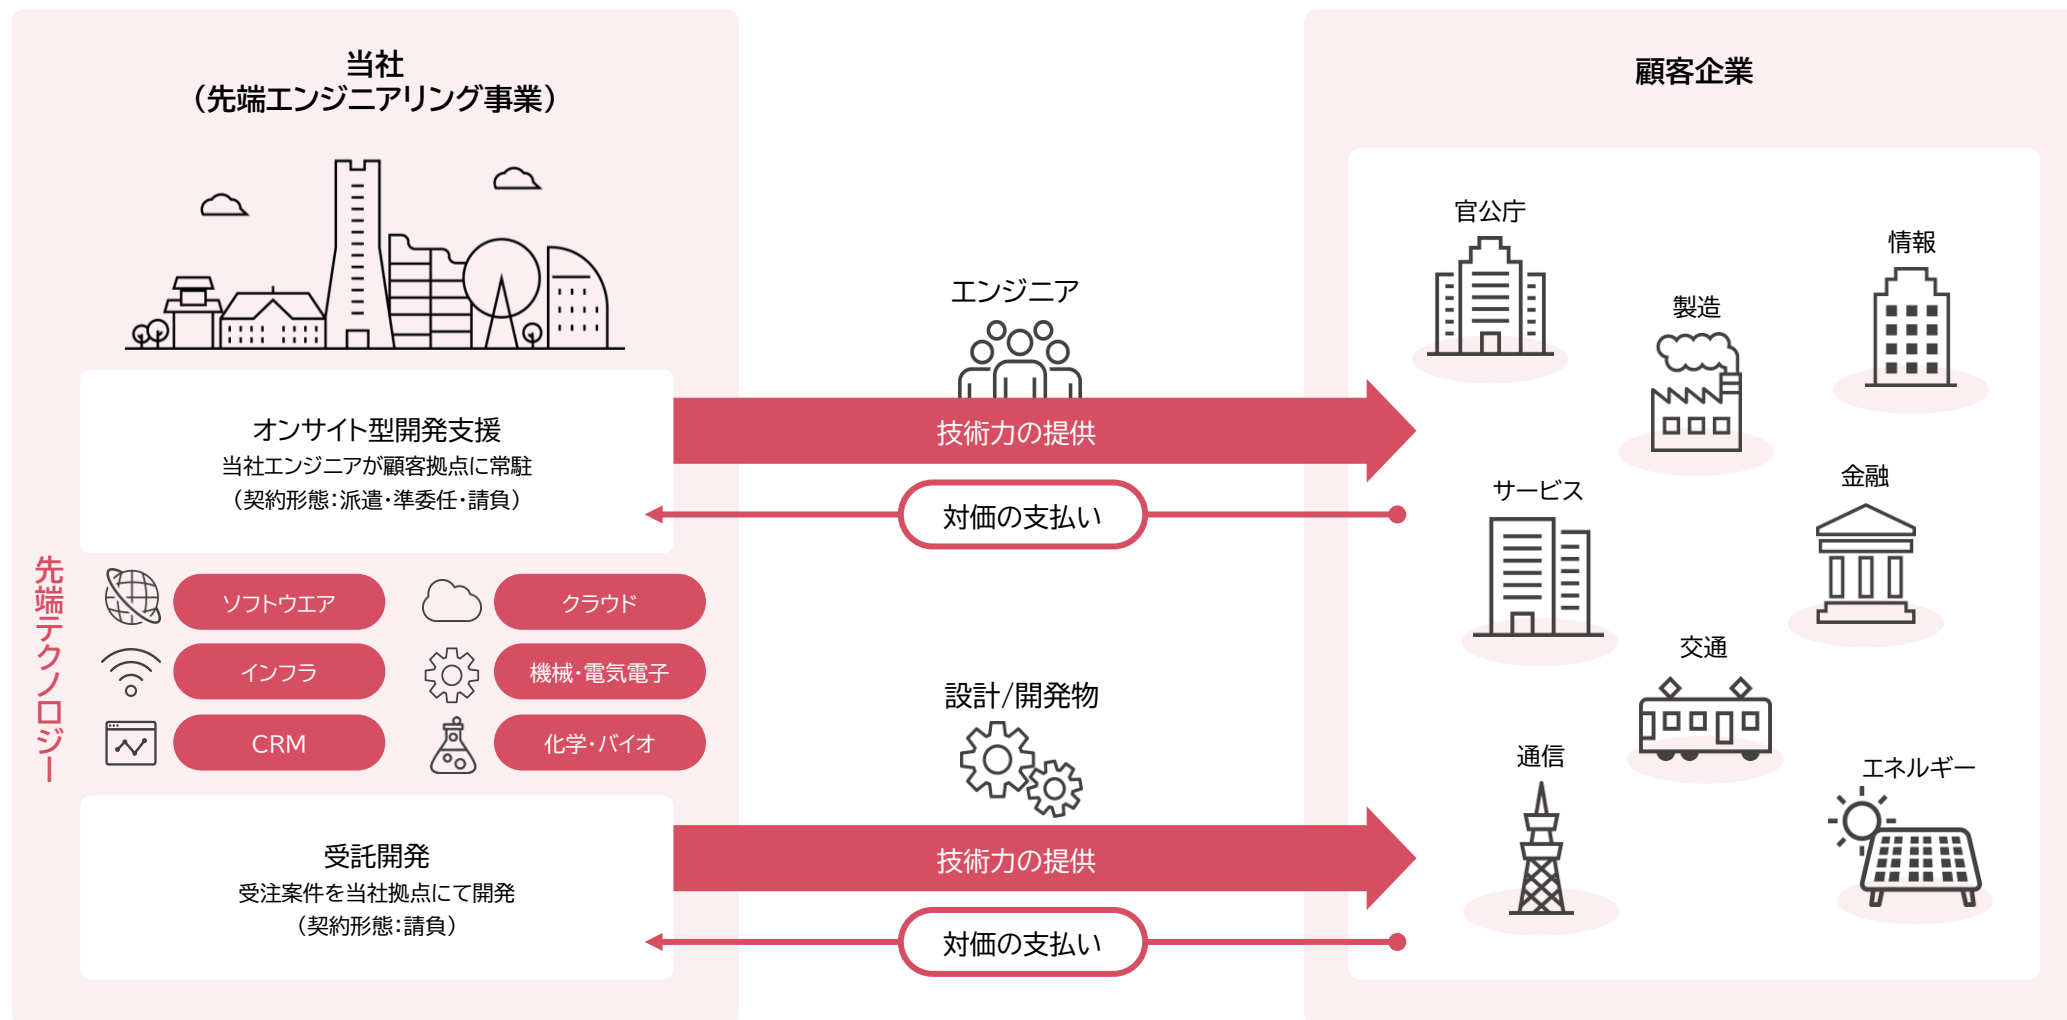 当社
（先端エンジニアリング事業）
オンサイト型開発支援
当社エンジニアが顧客拠点に常駐
（契約形態：派遣・準委任・請負）
先端テクノロジー
ソフトウエア
クラウド
インフラ
機械・電気電子
CRM
化学・バイオ
受託開発
受注案件を当社拠点にて開発
（契約形態：請負）
エンジニア
技術力の提供
対価の支払い
設計/開発物
技術力の提供
対価の支払い
顧客企業
官公庁
情報
製造
サービス
金融
交通
通信
エネルギー